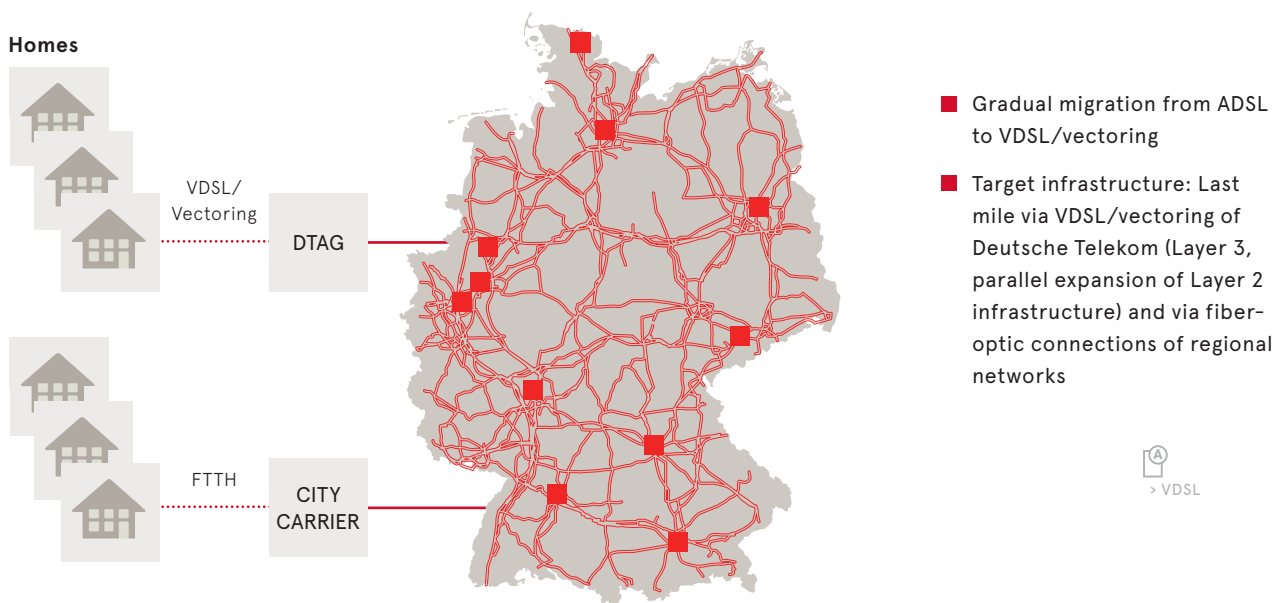 Homes
VDSL/
Vectoring
DTAG
FTTH
CITY
CARRIER
Gradual migration from ADSL
to VDSL/vectoring
Target infrastructure: Last
mile via VDSL/vectoring of
Deutsche Telekom (Layer 3,
parallel expansion of Layer 2
infrastructure) and via fiber-
optic connections of regional
networks
A
> VDSL